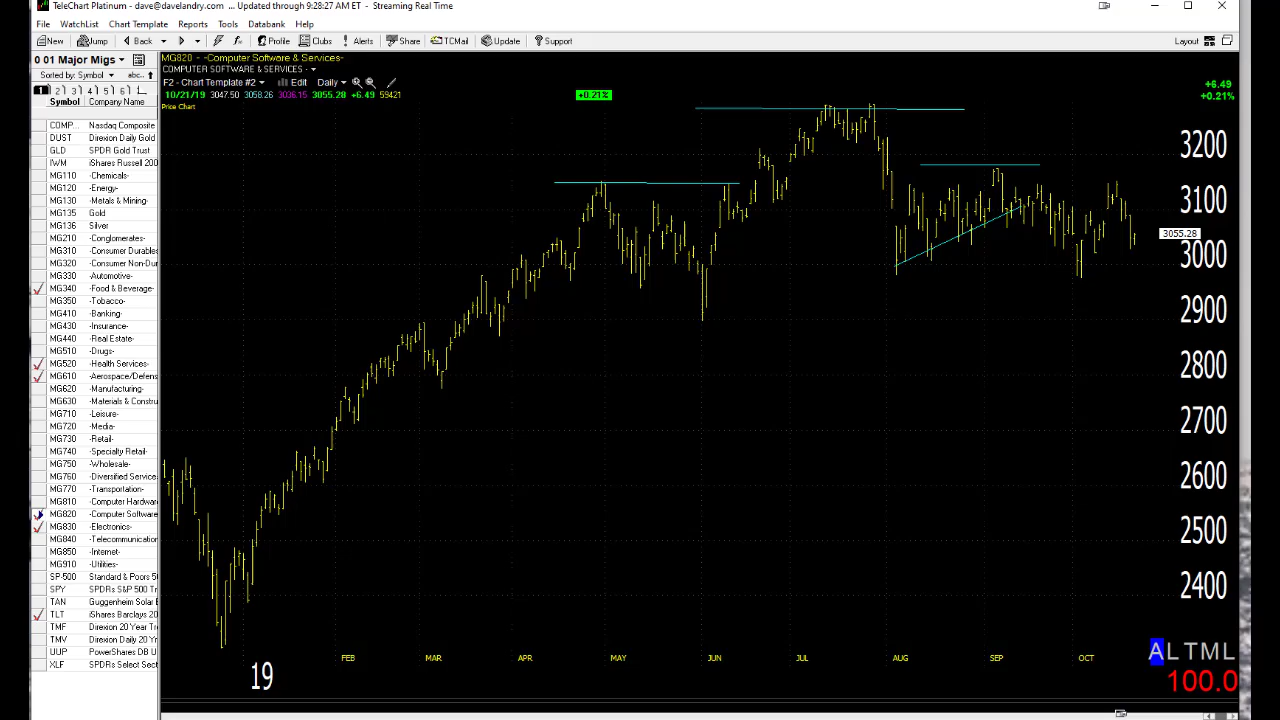 TeleChart Platinum - dave@davelandry.com ... Updated through 9:28:27 AM ET - Streaming Real Time
File WatchList Chart Template Reports Tools Databank Help
New Jump Back Profile Clubs Alerts Share TCMail Update Support Layout
0 01 Major Migs
Sorted by: Symbol abc..
1 2 3 4 5 6
Symbol Company Name
COMP... Nasdaq Composite
DUST Direxion Daily Gold
GLD SPDR Gold Trust
IWM iShares Russell 200
MG110 -Chemicals-
MG120 -Energy-
MG130 -Metals & Mining-
MG135 Gold
MG136 Silver
MG210 -Conglomerates-
MG310 -Consumer Durables
MG320 -Consumer Non-Du
MG330 -Automotive-
MG340 -Food & Beverage-
MG350 -Tobacco-
MG410 -Banking-
MG430 -Insurance-
MG440 -Real Estate-
MG510 -Drugs-
MG520 -Health Services-
MG610 -Aerospace/Defens
MG620 -Manufacturing-
MG630 -Materials & Constru
MG710 -Leisure-
MG720 -Media-
MG730 -Retail-
MG740 -Specialty Retail-
MG750 -Wholesale-
MG760 -Diversified Service
MG770 -Transportation-
MG810 -Computer Hardwar
MG820 -Computer Software
MG830 -Electronics-
MG840 -Telecommunication
MG850 -Internet-
MG910 -Utilities-
SP-500 Standard & Poors 50
SPY SPDRs S&P 500 Tr
TAN Guggenheim Solar E
TLT iShares Barclays 20
TMF Direxion 20 Year Tr
TMV Direxion Daily 20 Yr
UUP PowerShares DB U
XLF SPDRs Select Sect
MG820 - -Computer Software & Services-
COMPUTER SOFTWARE & SERVICES -
F2 - Chart Template #2 Edit Daily
10/21/19 3047.50 3058.26 3036.15 3055.28 +6.49 59421 +0.21%
Price Chart
+6.49
+0.21%
3200
3100
3055.28
3000
2900
2800
2700
2600
2500
2400
19 FEB MAR APR MAY JUN JUL AUG SEP OCT
ALTML
100.0